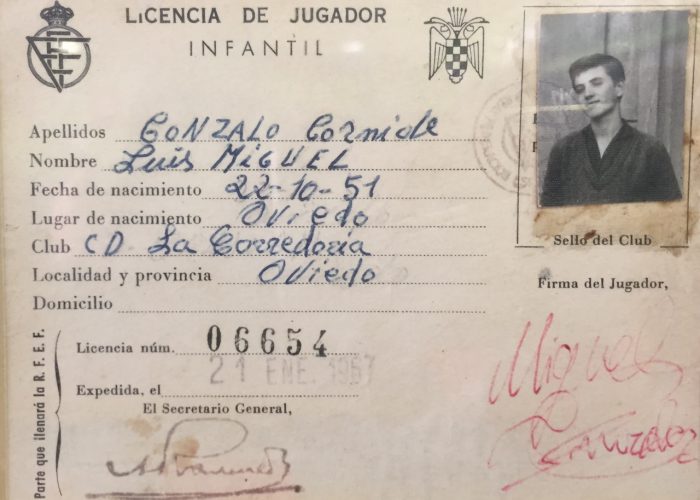 LICENCIA DE JUGADOR
INFANTIL
Apellidos GONZALO Cornide
Nombre Luis MIGUEL
Fecha de nacimiento 22-10-51
Lugar de nacimiento Oviedo
Club CD La Corredoria
Localidad y provincia Oviedo
Domicilio
Sello del Club
Firma del Jugador,
Miguel
Parte que llenará la R. F. E. F.
Licencia núm. 06654
Expedida, el 21 ENE. 1967
El Secretario General,